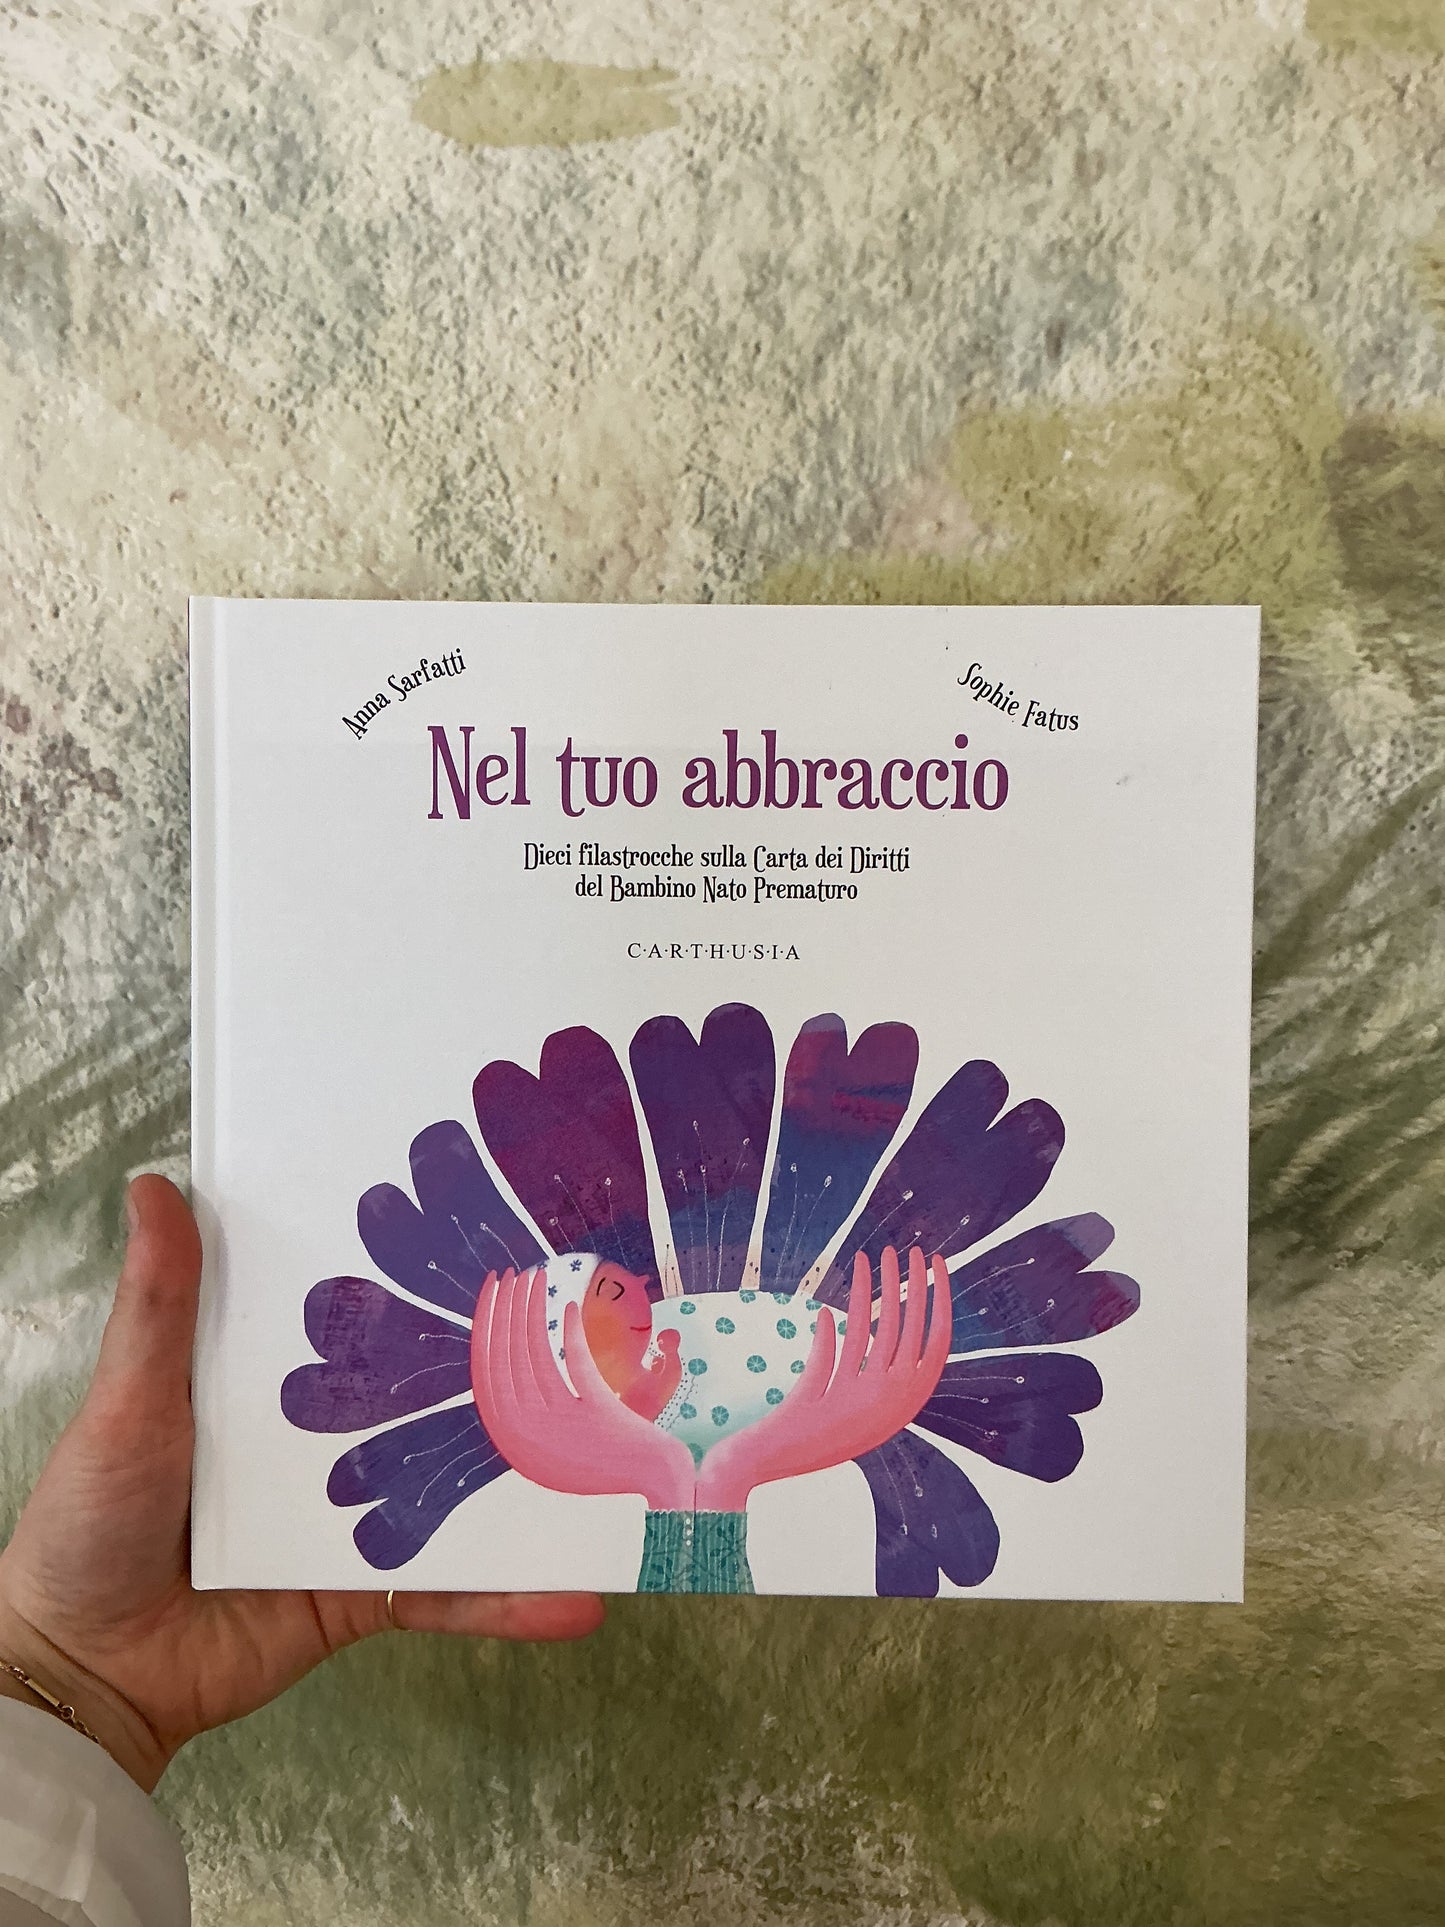 Anna Sarfatti
Sophie Fatus
Nel tuo abbraccio
Dieci filastrocche sulla Carta dei Diritti
del Bambino Nato Prematuro
C·A·R·T·H·U·S·I·A